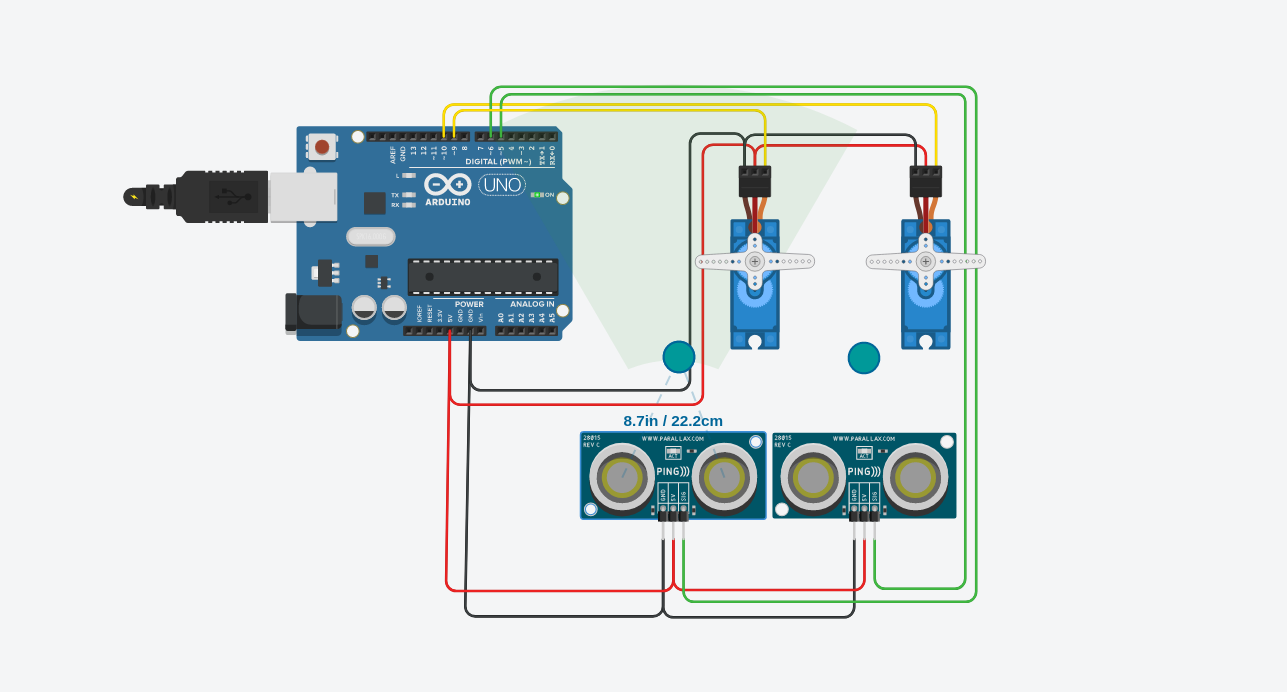 AREF
GND
13
12
~11
~10
~9
8
7
~6
~5
4
~3
2
TX→1
RX←0
DIGITAL (PWM~)
L
TX
RX
UNO
ARDUINO
ON
POWER
ANALOG IN
IOREF
RESET
3.3V
5V
GND
GND
Vin
A0
A1
A2
A3
A4
A5
8.7in / 22.2cm
28015
REV C
WWW.PARALLAX.COM
ACT
PING)))
GND
5V
SIG
28015
REV C
WWW.PARALLAX.COM
ACT
PING)))
GND
5V
SIG